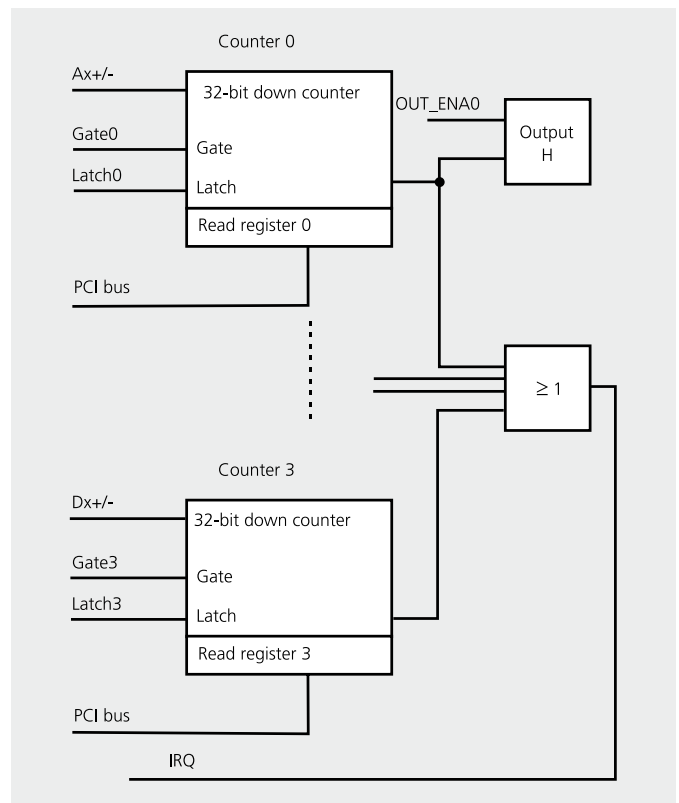 Counter 0
Ax+/-
32-bit down counter
OUT_ENA0
Output
H
Gate0
Gate
Latch0
Latch
Read register 0
PCI bus
≥ 1
Counter 3
Dx+/-
32-bit down counter
Gate3
Gate
Latch3
Latch
Read register 3
PCI bus
IRQ